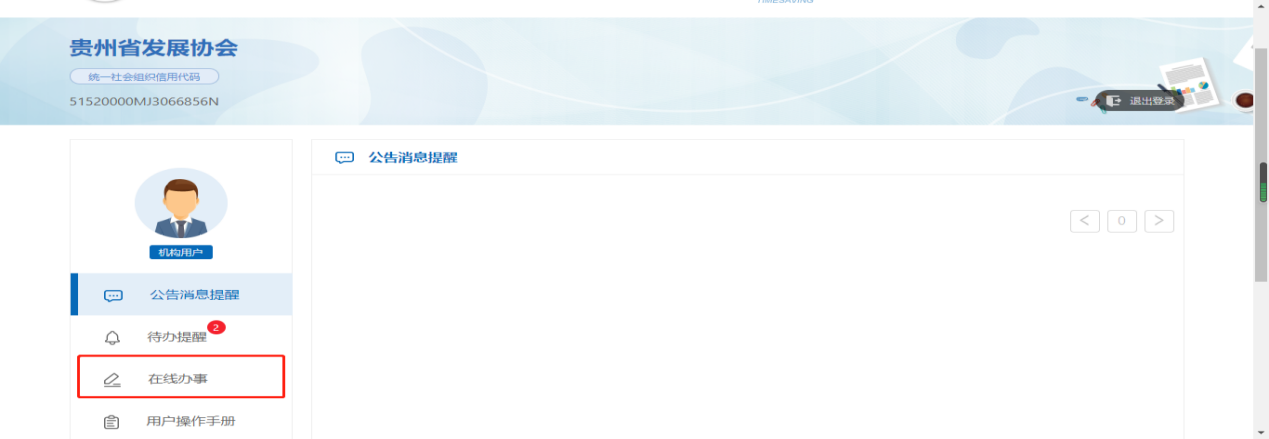 TIMESAVING
贵州省发展协会
统一社会组织信用代码
51520000MJ3066856N
退出登录
公告消息提醒
< 0 >
机构用户
公告消息提醒
待办提醒 2
在线办事
用户操作手册